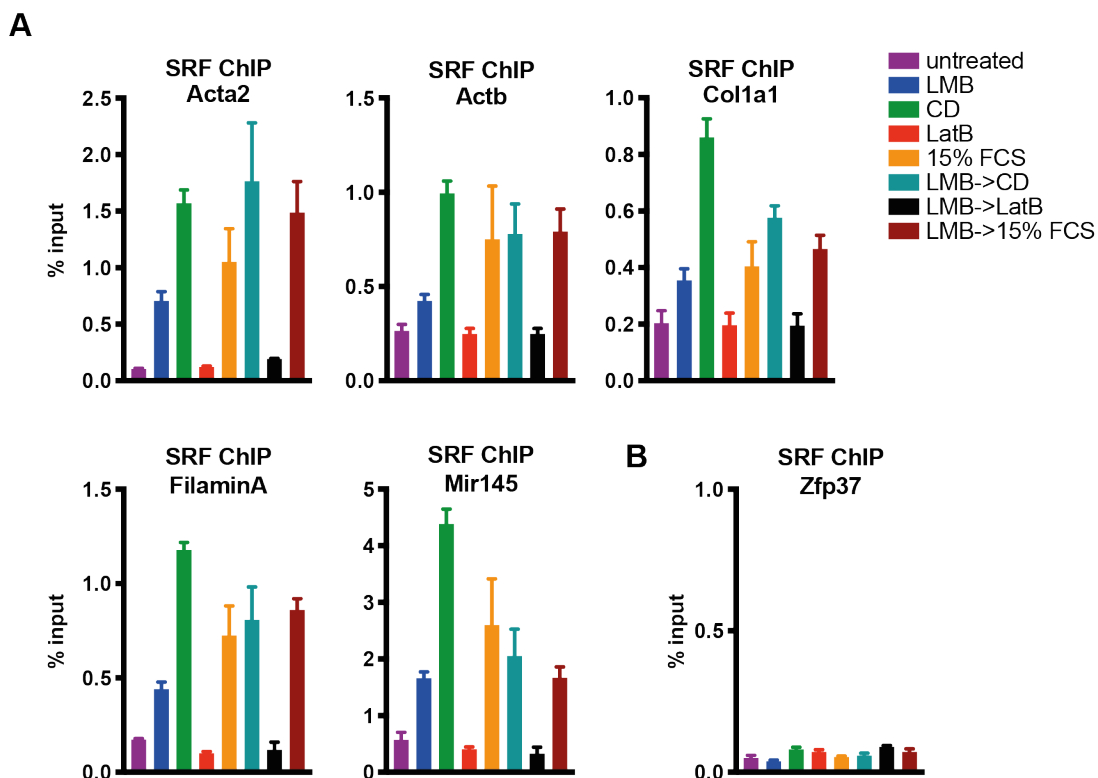 A
SRF ChIP
Acta2
% input
2.5
2.0
1.5
1.0
0.5
0.0
SRF ChIP
Actb
1.5
1.0
0.5
0.0
SRF ChIP
Col1a1
1.0
0.8
0.6
0.4
0.2
0.0
untreated
LMB
CD
LatB
15% FCS
LMB->CD
LMB->LatB
LMB->15% FCS
SRF ChIP
FilaminA
% input
1.5
1.0
0.5
0.0
SRF ChIP
Mir145
5
4
3
2
1
0
B
SRF ChIP
Zfp37
% input
1.0
0.5
0.0